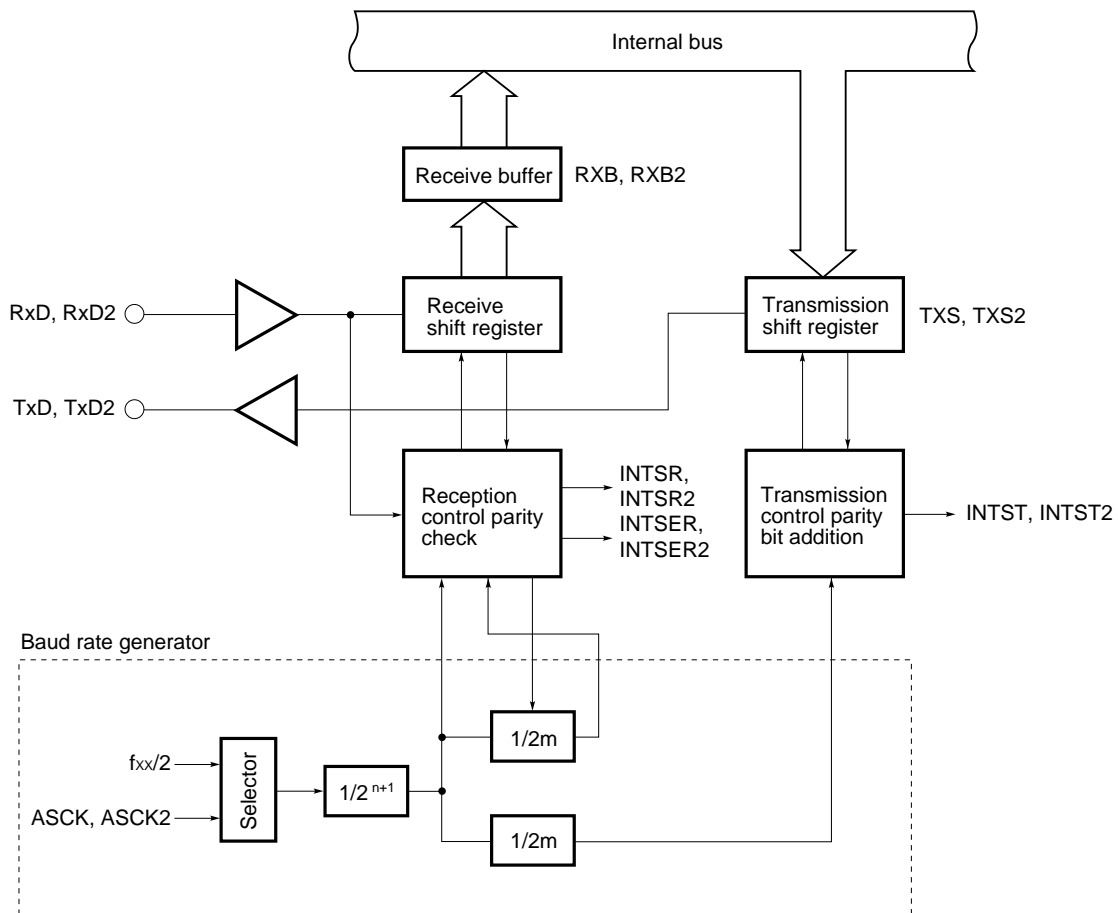 Internal bus
Receive buffer
RXB, RXB2
RxD, RxD2
Receive
shift register
Transmission
shift register
TXS, TXS2
TxD, TxD2
Reception
control parity
check
INTSR,
INTSR2
INTSER,
INTSER2
Transmission
control parity
bit addition
INTST, INTST2
Baud rate generator
fxx/2
ASCK, ASCK2
Selector
1/2 n+1
1/2m
1/2m